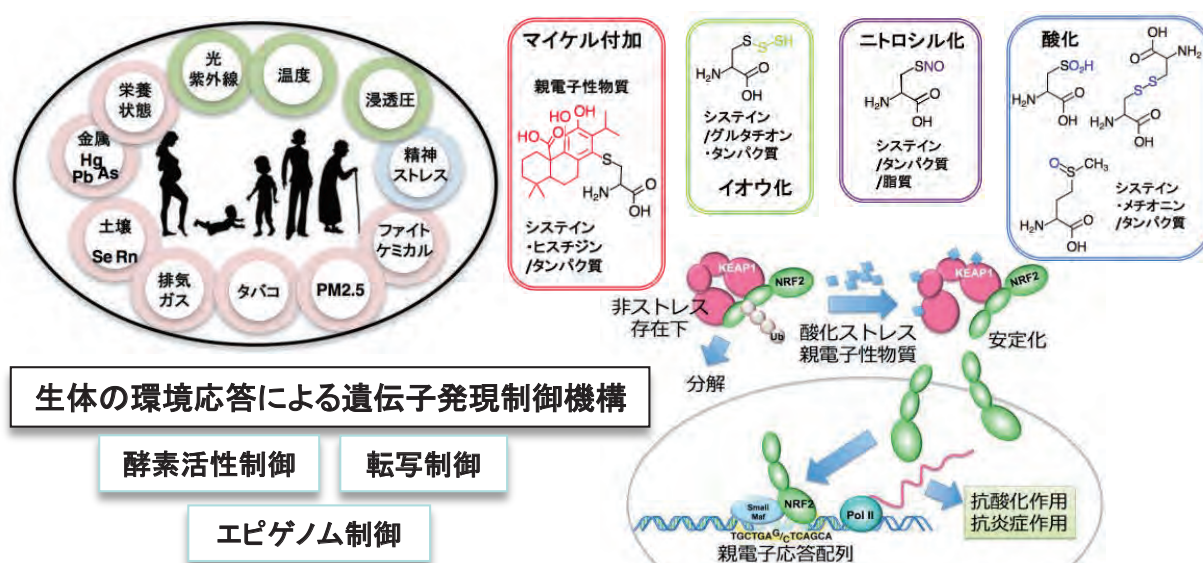 光
紫外線
温度
浸透圧
精神
ストレス
ファイト
ケミカル
PM2.5
タバコ
排気
ガス
土壌
Se Rn
金属
Hg
Pb As
栄養
状態
生体の環境応答による遺伝子発現制御機構
酵素活性制御
転写制御
エピゲノム制御
マイケル付加
親電子性物質
OH
HO
HO
O
S
H₂N
O
OH
システイン
・ヒスチジン
/タンパク質
S
S
SH
H₂N
O
OH
システイン
/グルタチオン
・タンパク質
イオウ化
ニトロシル化
SNO
H₂N
O
OH
システイン
/タンパク質
/脂質
酸化
SO₂H
H₂N
O
OH
OH
O
NH₂
S
S
H₂N
O
OH
O
S
CH₃
H₂N
O
OH
システイン
・メチオニン
/タンパク質
KEAP1
NRF2
Ub
非ストレス
存在下
分解
酸化ストレス
親電子性物質
KEAP1
NRF2
安定化
Small
Maf
NRF2
Pol II
TGCTGAG/CTCAGCA
親電子応答配列
抗酸化作用
抗炎症作用